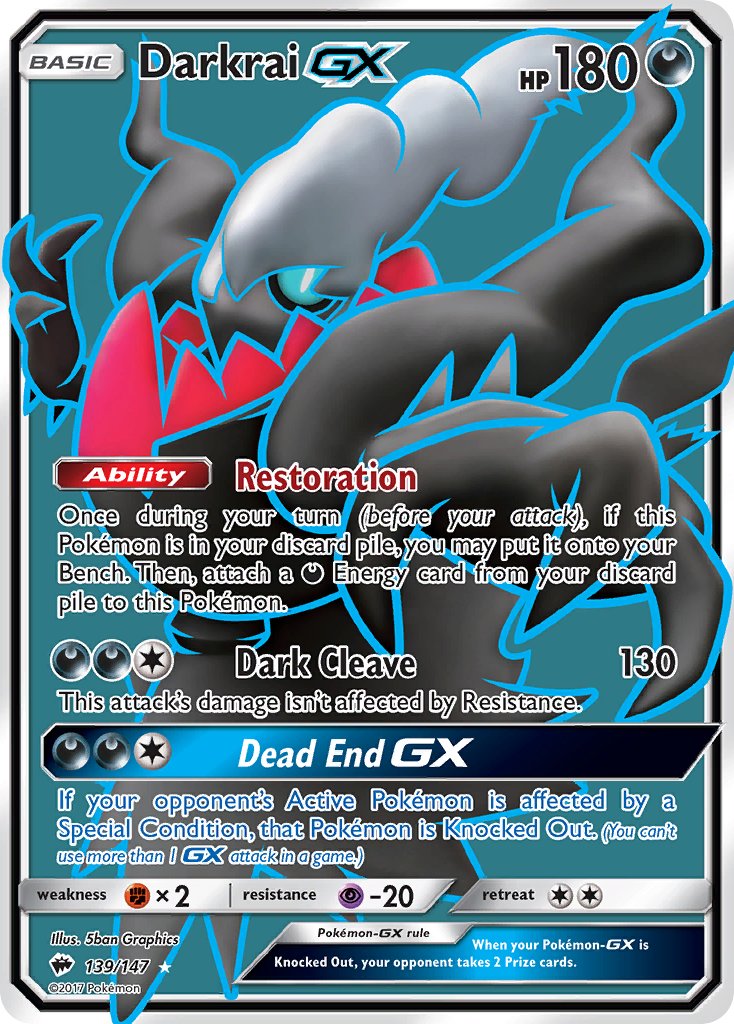 BASIC Darkrai GX HP 180
Ability Restoration
Once during your turn (before your attack), if this
Pokémon is in your discard pile, you may put it onto your
Bench. Then, attach a Energy card from your discard
pile to this Pokémon.
Dark Cleave 130
This attack's damage isn't affected by Resistance.
Dead End GX
If your opponent's Active Pokémon is affected by a
Special Condition, that Pokémon is Knocked Out. (You can't
use more than 1 GX attack in a game.)
weakness × 2 resistance -20 retreat
Illus. 5ban Graphics
139/147
©2017 Pokémon
Pokémon-GX rule
When your Pokémon-GX is
Knocked Out, your opponent takes 2 Prize cards.